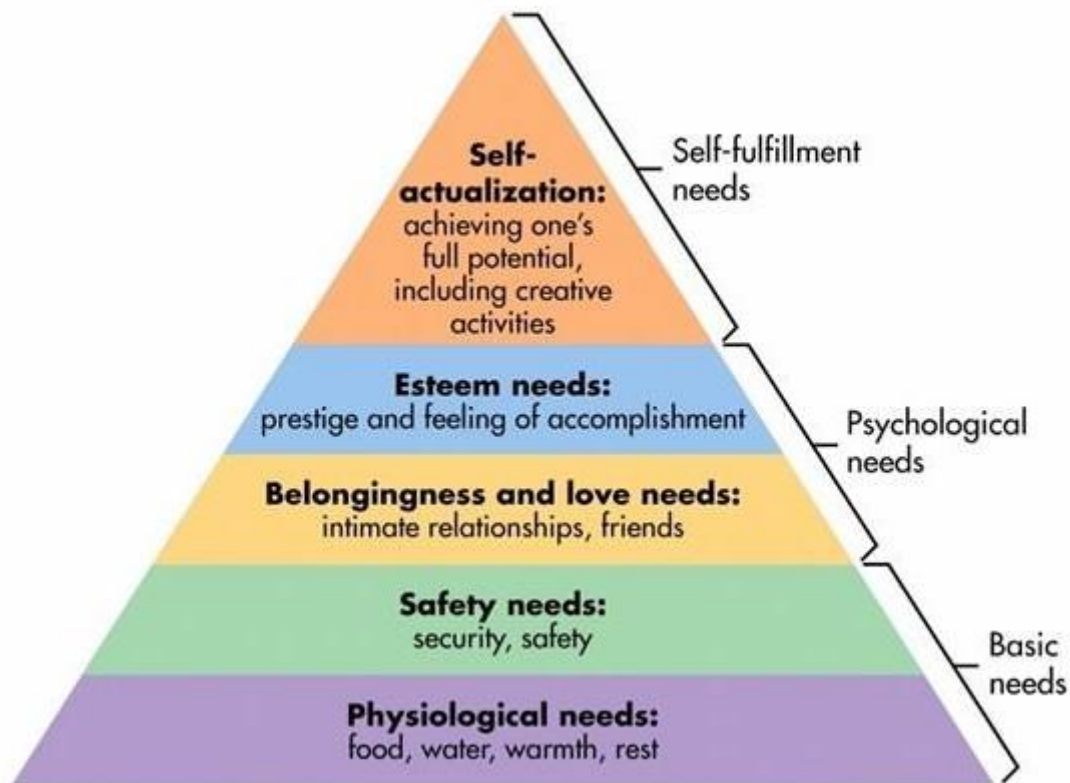 Self-
actualization:
achieving one's
full potential,
including creative
activities
Self-fulfillment
needs
Esteem needs:
prestige and feeling of accomplishment
Belongingness and love needs:
intimate relationships, friends
Psychological
needs
Safety needs:
security, safety
Physiological needs:
food, water, warmth, rest
Basic
needs